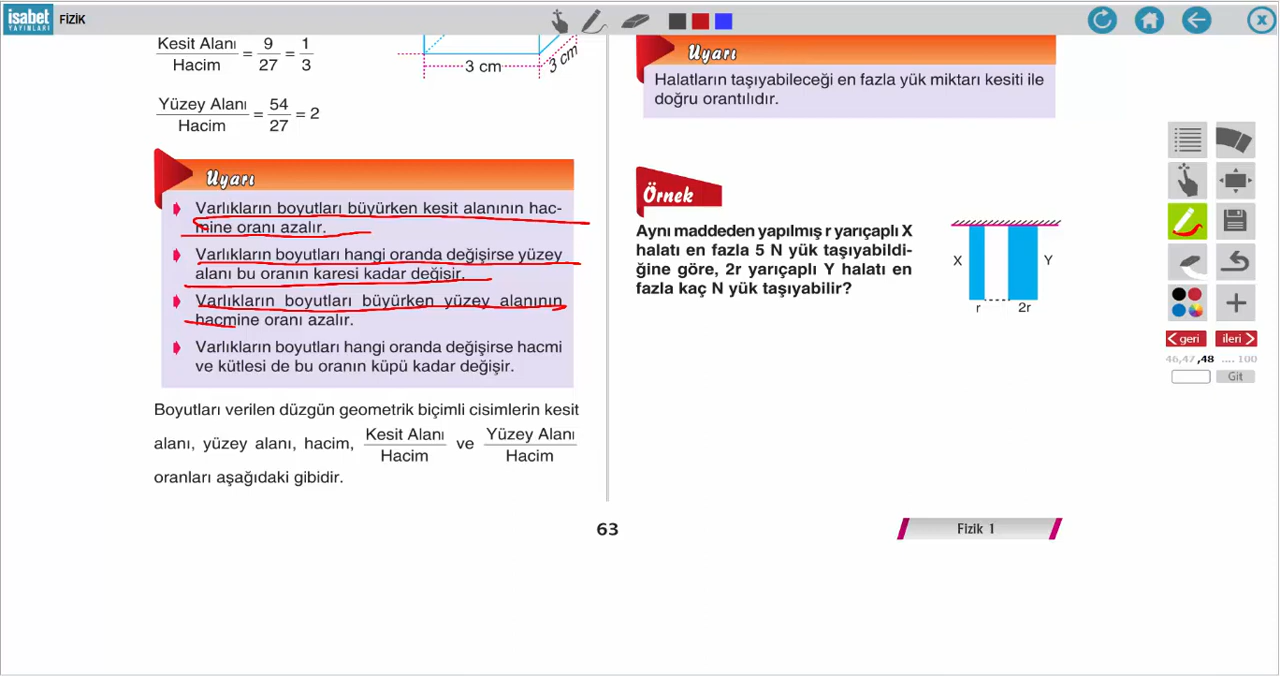 isabet
YAYINLARI
FİZİK
Kesit Alanı / Hacim = 9 / 27 = 1 / 3
3 cm
3 cm
Yüzey Alanı / Hacim = 54 / 27 = 2
Uyarı
Varlıkların boyutları büyürken kesit alanının hac-
mine oranı azalır.
Varlıkların boyutları hangi oranda değişirse yüzey
alanı bu oranın karesi kadar değişir.
Varlıkların boyutları büyürken yüzey alanının
hacmine oranı azalır.
Varlıkların boyutları hangi oranda değişirse hacmi
ve kütlesi de bu oranın küpü kadar değişir.
Boyutları verilen düzgün geometrik biçimli cisimlerin kesit
alanı, yüzey alanı, hacim, Kesit Alanı / Hacim ve Yüzey Alanı / Hacim
oranları aşağıdaki gibidir.
Uyarı
Halatların taşıyabileceği en fazla yük miktarı kesiti ile
doğru orantılıdır.
Örnek
Aynı maddeden yapılmış r yarıçaplı X
halatı en fazla 5 N yük taşıyabildi-
ğine göre, 2r yarıçaplı Y halatı en
fazla kaç N yük taşıyabilir?
X
Y
r
2r
63
Fizik 1
geri
ileri
46,47,48 .... 100
Git